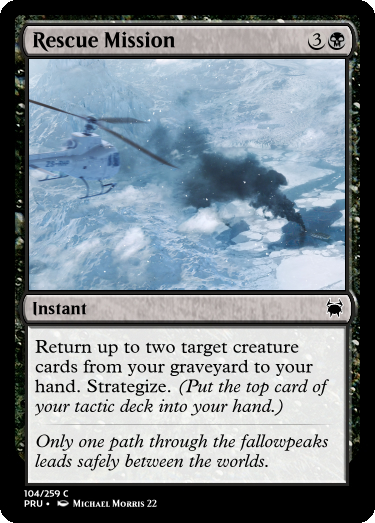 Rescue Mission 3
Instant
Return up to two target creature
cards from your graveyard to your
hand. Strategize. (Put the top card of
your tactic deck into your hand.)
Only one path through the fallowpeaks
leads safely between the worlds.
104/259 C
PRU • Michael Morris 22